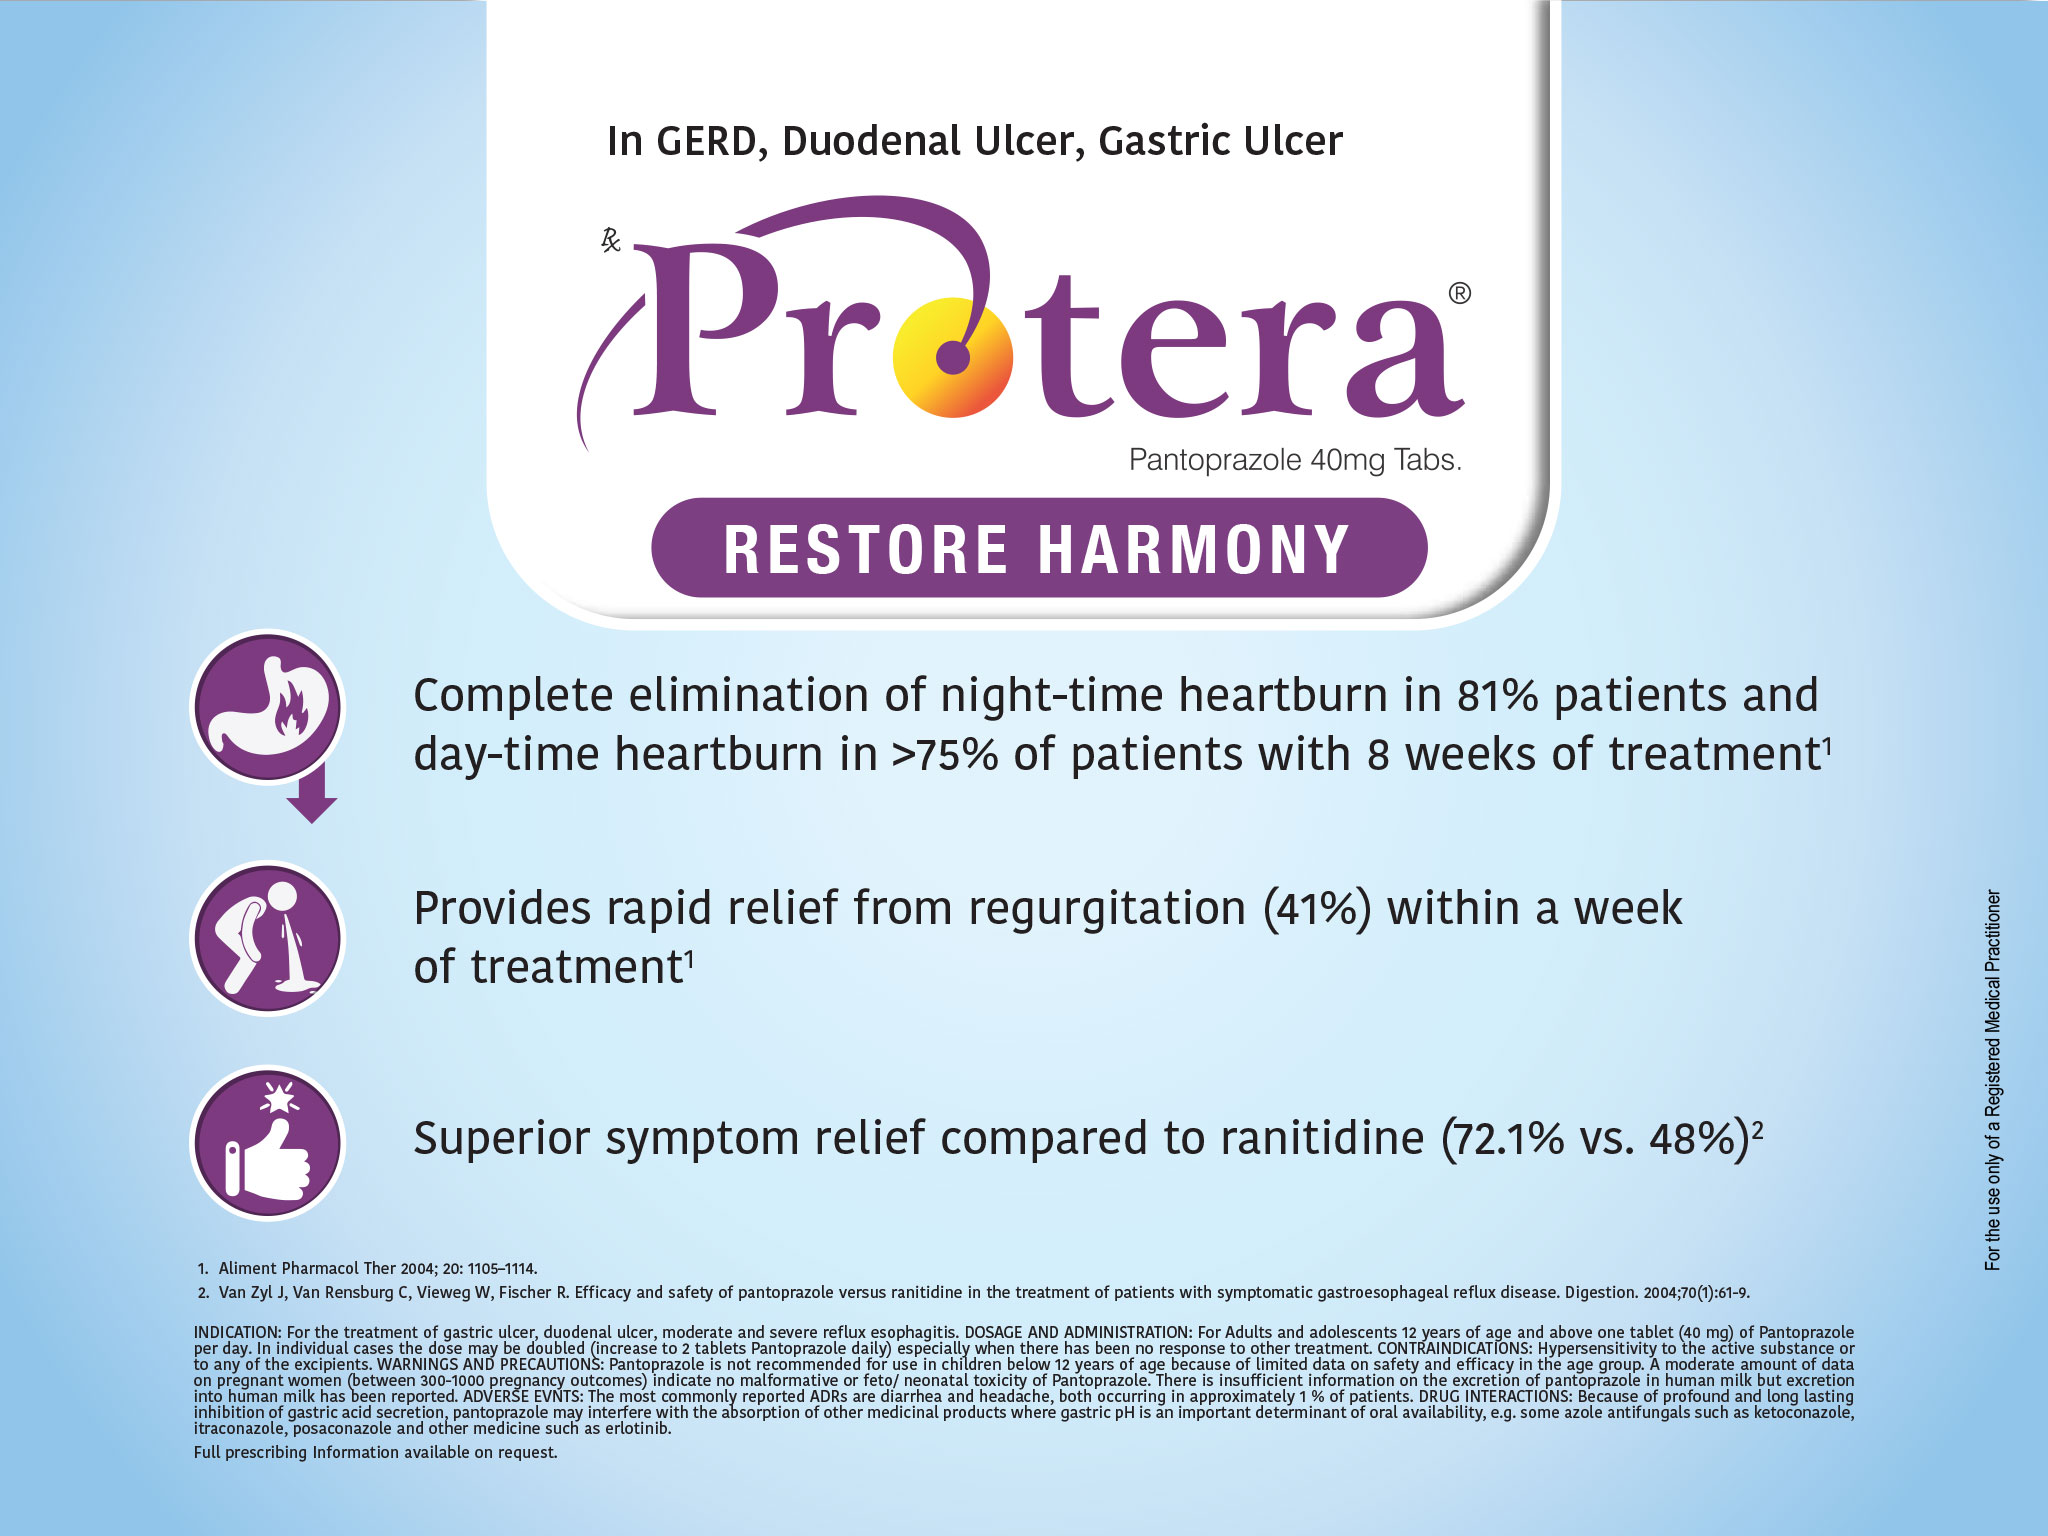 In GERD, Duodenal Ulcer, Gastric Ulcer
℞ Protera®
Pantoprazole 40mg Tabs.
RESTORE HARMONY
Complete elimination of night-time heartburn in 81% patients and
day-time heartburn in >75% of patients with 8 weeks of treatment¹
Provides rapid relief from regurgitation (41%) within a week
of treatment¹
Superior symptom relief compared to ranitidine (72.1% vs. 48%)²
For the use only of a Registered Medical Practitioner
1. Aliment Pharmacol Ther 2004; 20: 1105–1114.
2. Van Zyl J, Van Rensburg C, Vieweg W, Fischer R. Efficacy and safety of pantoprazole versus ranitidine in the treatment of patients with symptomatic gastroesophageal reflux disease. Digestion. 2004;70(1):61-9.
INDICATION: For the treatment of gastric ulcer, duodenal ulcer, moderate and severe reflux esophagitis. DOSAGE AND ADMINISTRATION: For Adults and adolescents 12 years of age and above one tablet (40 mg) of Pantoprazole
per day. In individual cases the dose may be doubled (increase to 2 tablets Pantoprazole daily) especially when there has been no response to other treatment. CONTRAINDICATIONS: Hypersensitivity to the active substance or
to any of the excipients. WARNINGS AND PRECAUTIONS: Pantoprazole is not recommended for use in children below 12 years of age because of limited data on safety and efficacy in the age group. A moderate amount of data
on pregnant women (between 300-1000 pregnancy outcomes) indicate no malformative or feto/ neonatal toxicity of Pantoprazole. There is insufficient information on the excretion of pantoprazole in human milk but excretion
into human milk has been reported. ADVERSE EVNTS: The most commonly reported ADRs are diarrhea and headache, both occurring in approximately 1 % of patients. DRUG INTERACTIONS: Because of profound and long lasting
inhibition of gastric acid secretion, pantoprazole may interfere with the absorption of other medicinal products where gastric pH is an important determinant of oral availability, e.g. some azole antifungals such as ketoconazole,
itraconazole, posaconazole and other medicine such as erlotinib.
Full prescribing Information available on request.